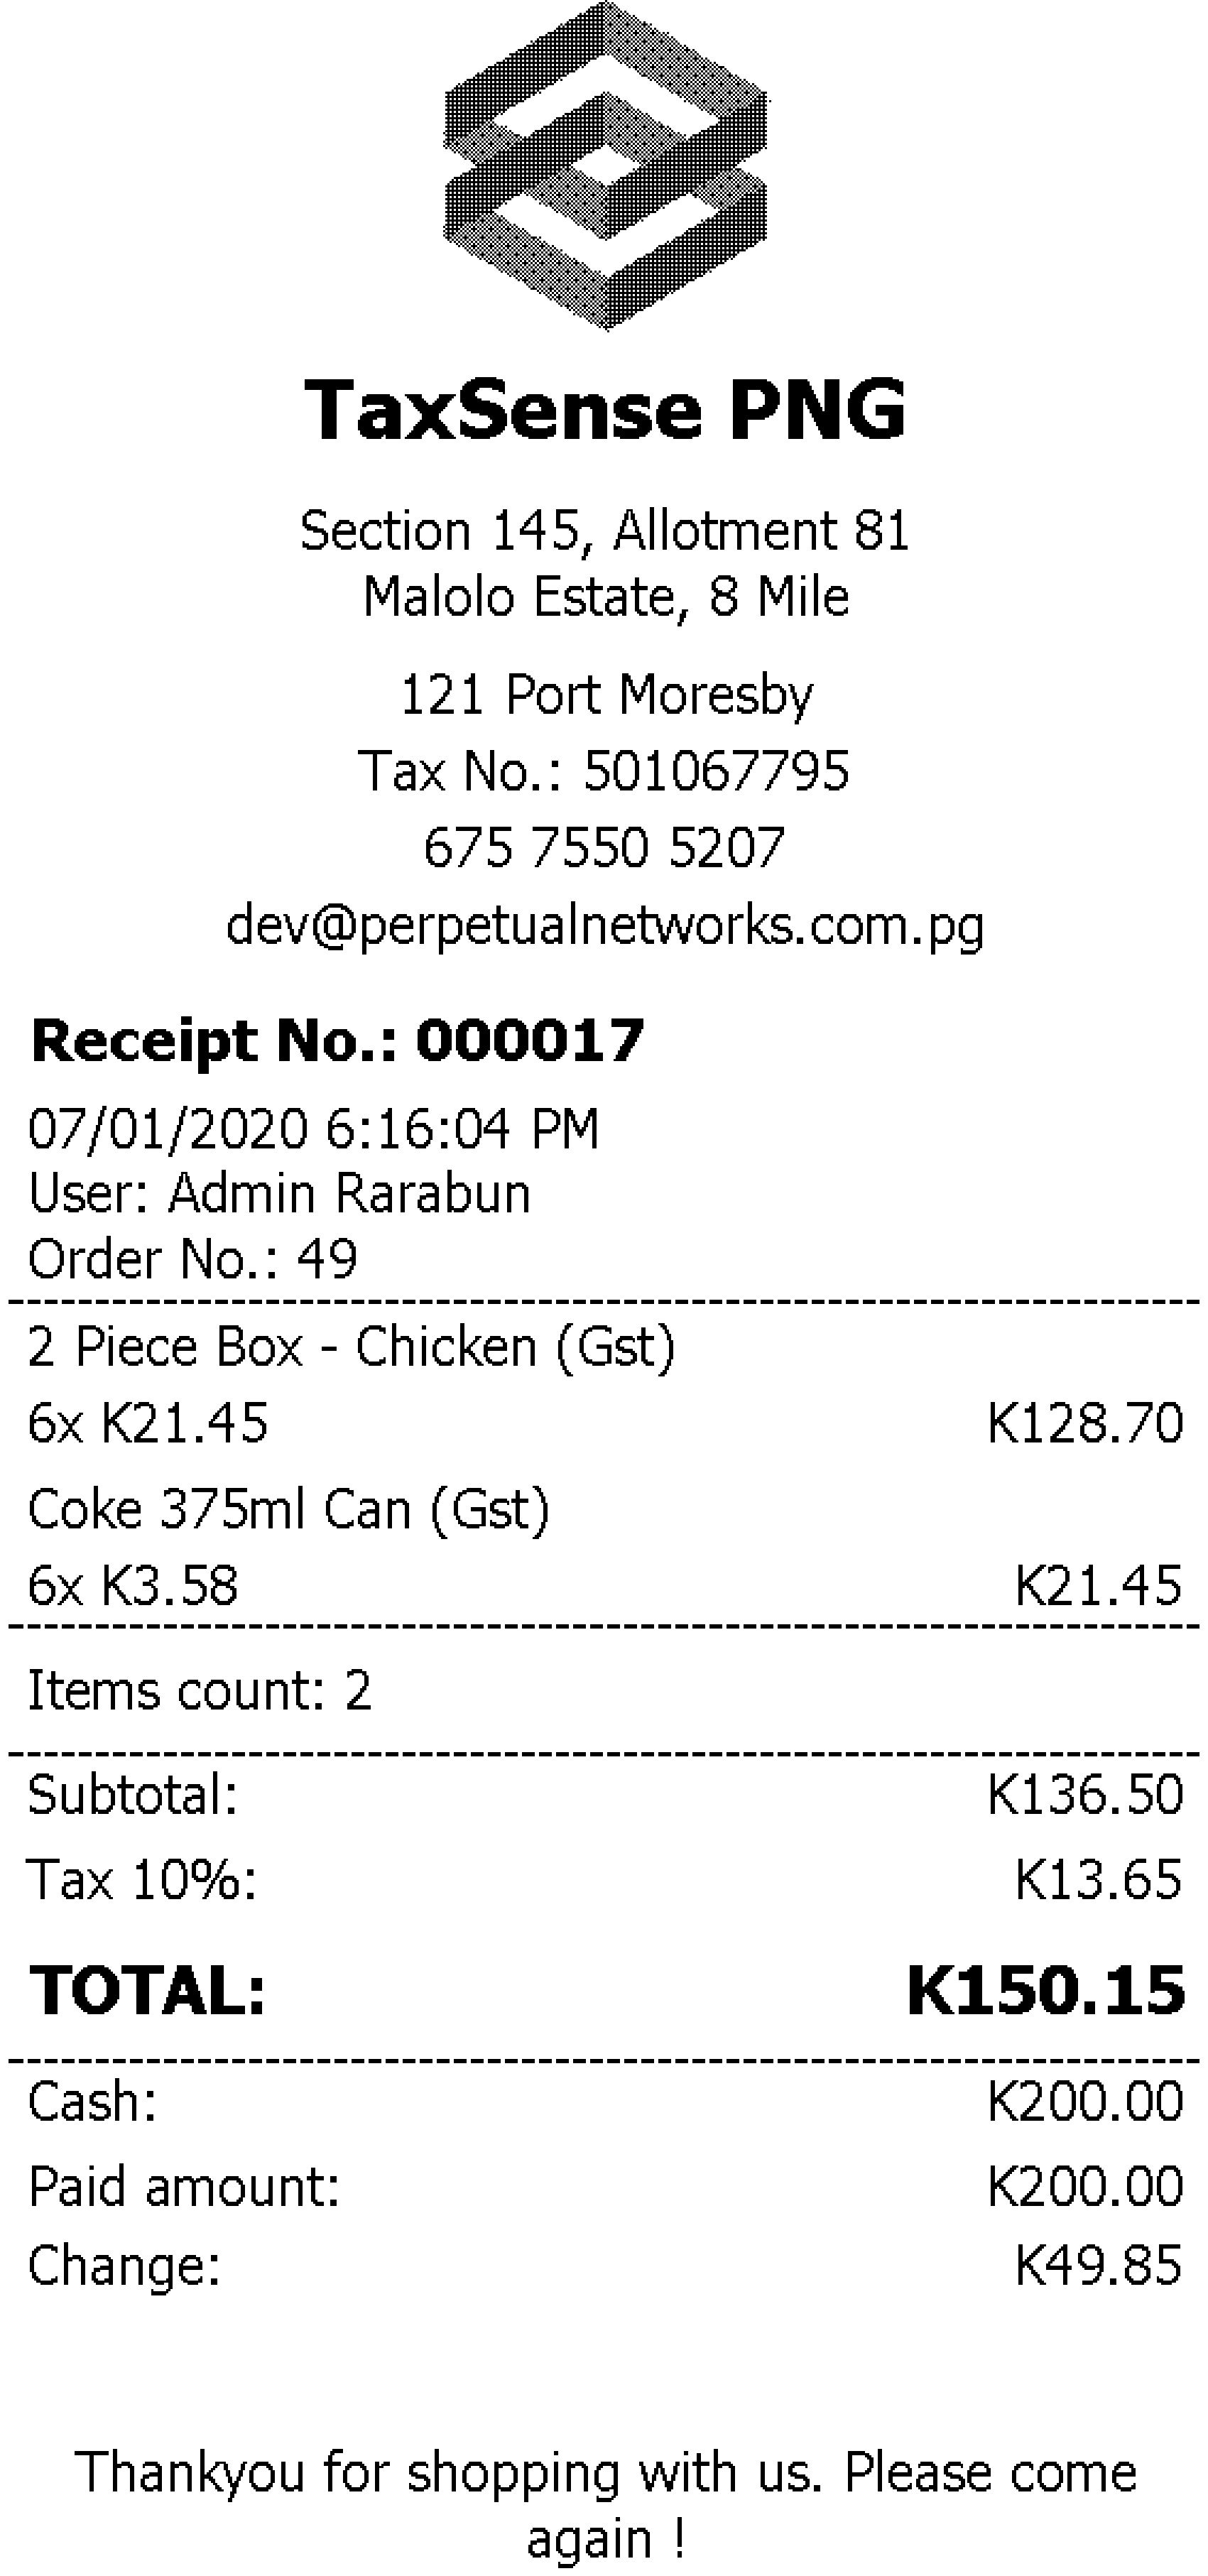 TaxSense PNG
Section 145, Allotment 81
Malolo Estate, 8 Mile
121 Port Moresby
Tax No.: 501067795
675 7550 5207
dev@perpetualnetworks.com.pg
Receipt No.: 000017
07/01/2020 6:16:04 PM
User: Admin Rarabun
Order No.: 49
2 Piece Box - Chicken (Gst)
6x K21.45 K128.70
Coke 375ml Can (Gst)
6x K3.58 K21.45
Items count: 2
Subtotal: K136.50
Tax 10%: K13.65
TOTAL: K150.15
Cash: K200.00
Paid amount: K200.00
Change: K49.85
Thankyou for shopping with us. Please come
again !